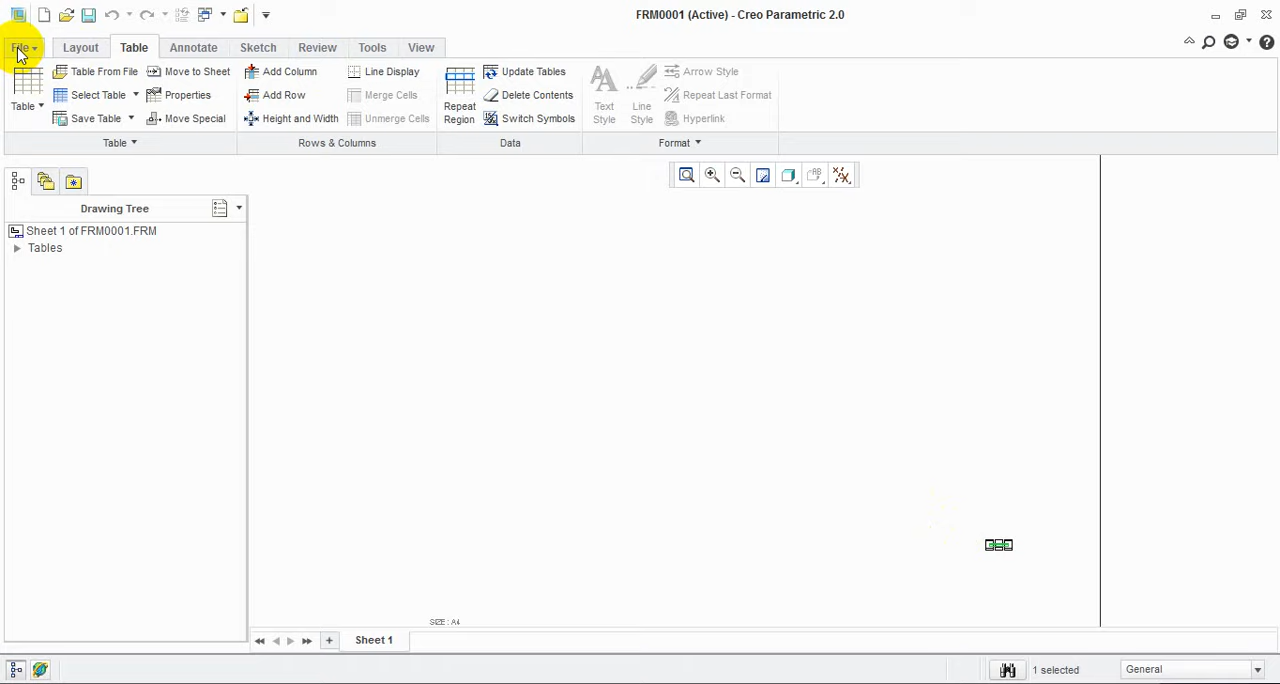 FRM0001 (Active) - Creo Parametric 2.0
File Layout Table Annotate Sketch Review Tools View
Table From File Move to Sheet Add Column Line Display Update Tables Arrow Style
Select Table Properties Add Row Merge Cells Delete Contents Repeat Last Format
Table Save Table Move Special Height and Width Unmerge Cells Repeat Region Switch Symbols Text Style Line Style Hyperlink
Table Rows & Columns Data Format
Drawing Tree
Sheet 1 of FRM0001.FRM
Tables
SIZE : A4
Sheet 1
1 selected General